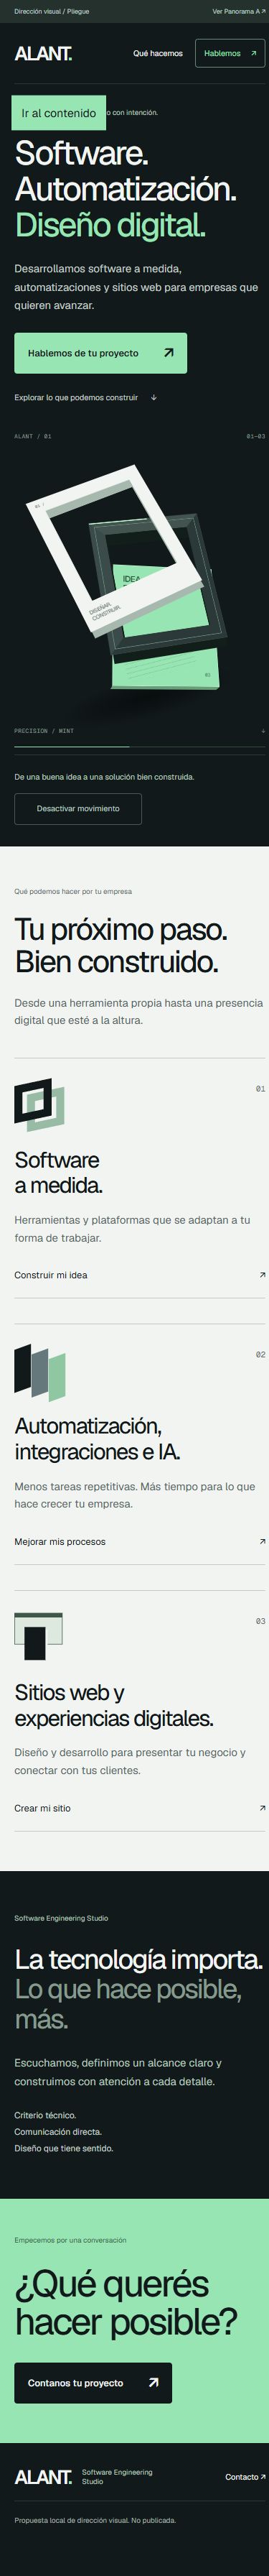 Dirección visual / Pliegue
Ver Panorama A ↗
ALANT.
Qué hacemos
Hablemos ↗
Ir al contenido
o con intención.
Software.
Automatización.
Diseño digital.
Desarrollamos software a medida,
automatizaciones y sitios web para empresas que
quieren avanzar.
Hablemos de tu proyecto ↗
Explorar lo que podemos construir ↓
ALANT / 01
01—03
01 /
IDEA
DISEÑAR.
CONSTRUIR.
02
PRECISION / MINT
↓
De una buena idea a una solución bien construida.
Desactivar movimiento
Qué podemos hacer por tu empresa
Tu próximo paso.
Bien construido.
Desde una herramienta propia hasta una presencia
digital que esté a la altura.
01
Software
a medida.
Herramientas y plataformas que se adaptan a tu
forma de trabajar.
Construir mi idea ↗
02
Automatización,
integraciones e IA.
Menos tareas repetitivas. Más tiempo para lo que
hace crecer tu empresa.
Mejorar mis procesos ↗
03
Sitios web y
experiencias digitales.
Diseño y desarrollo para presentar tu negocio y
conectar con tus clientes.
Crear mi sitio ↗
Software Engineering Studio
La tecnología importa.
Lo que hace posible,
más.
Escuchamos, definimos un alcance claro y
construimos con atención a cada detalle.
Criterio técnico.
Comunicación directa.
Diseño que tiene sentido.
Empecemos por una conversación
¿Qué querés
hacer posible?
Contanos tu proyecto ↗
ALANT.
Software Engineering
Studio
Contacto ↗
Propuesta local de dirección visual. No publicada.